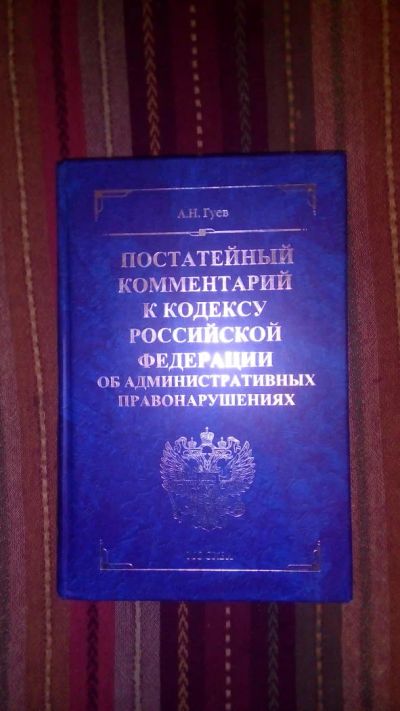 А.Н. Гуев
ПОСТАТЕЙНЫЙ
КОММЕНТАРИЙ
К КОДЕКСУ
РОССИЙСКОЙ
ФЕДЕРАЦИИ
ОБ АДМИНИСТРАТИВНЫХ
ПРАВОНАРУШЕНИЯХ